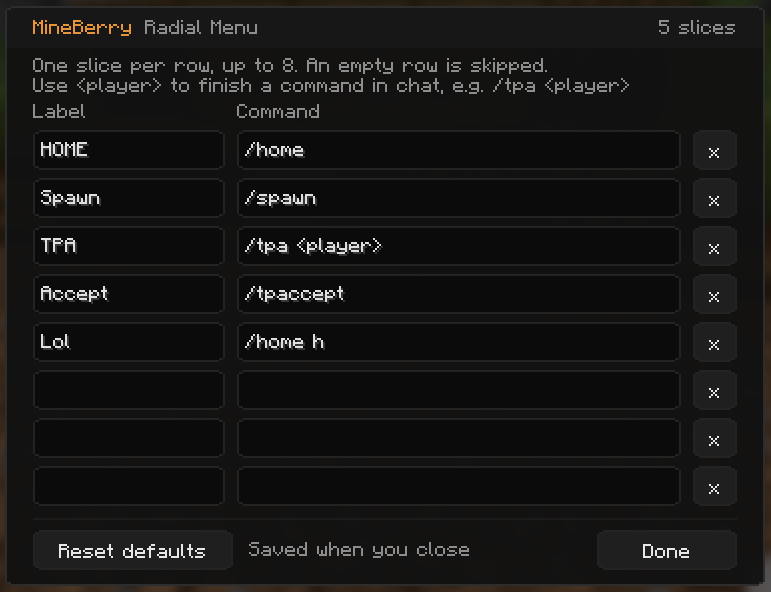 MineBerry Radial Menu 5 slices
One slice per row, up to 8. An empty row is skipped.
Use <player> to finish a command in chat, e.g. /tpa <player>
Label Command
HOME /home x
Spawn /spawn x
TPA /tpa <player> x
Accept /tpaccept x
Lol /home h x
x
x
x
Reset defaults Saved when you close Done